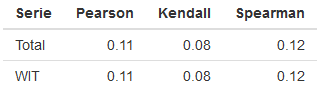 Serie Pearson Kendall Spearman
Total 0.11 0.08 0.12
WIT 0.11 0.08 0.12